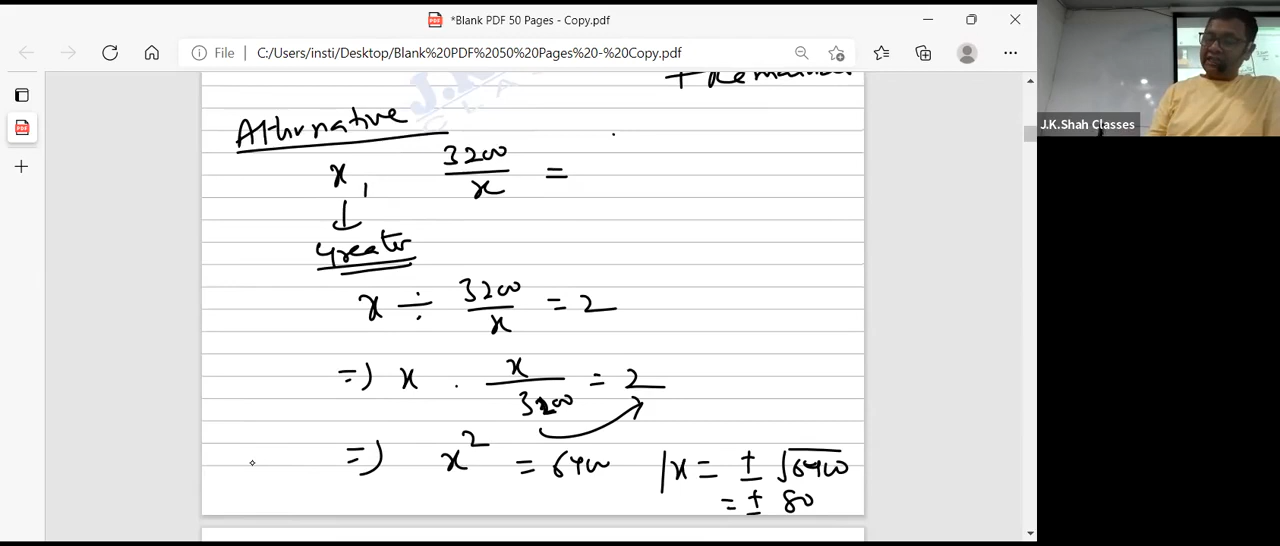 *Blank PDF 50 Pages - Copy.pdf
File | C:/Users/insti/Desktop/Blank%20PDF%2050%20Pages%20-%20Copy.pdf
J.K.Shah Classes
+ Remainder
Alternative
x, 3200/x =
↓
Greater
x ÷ 3200/x = 2
=) x . x/3200 = 2
=) x² = 6400 | x = ± √6400
= ± 80